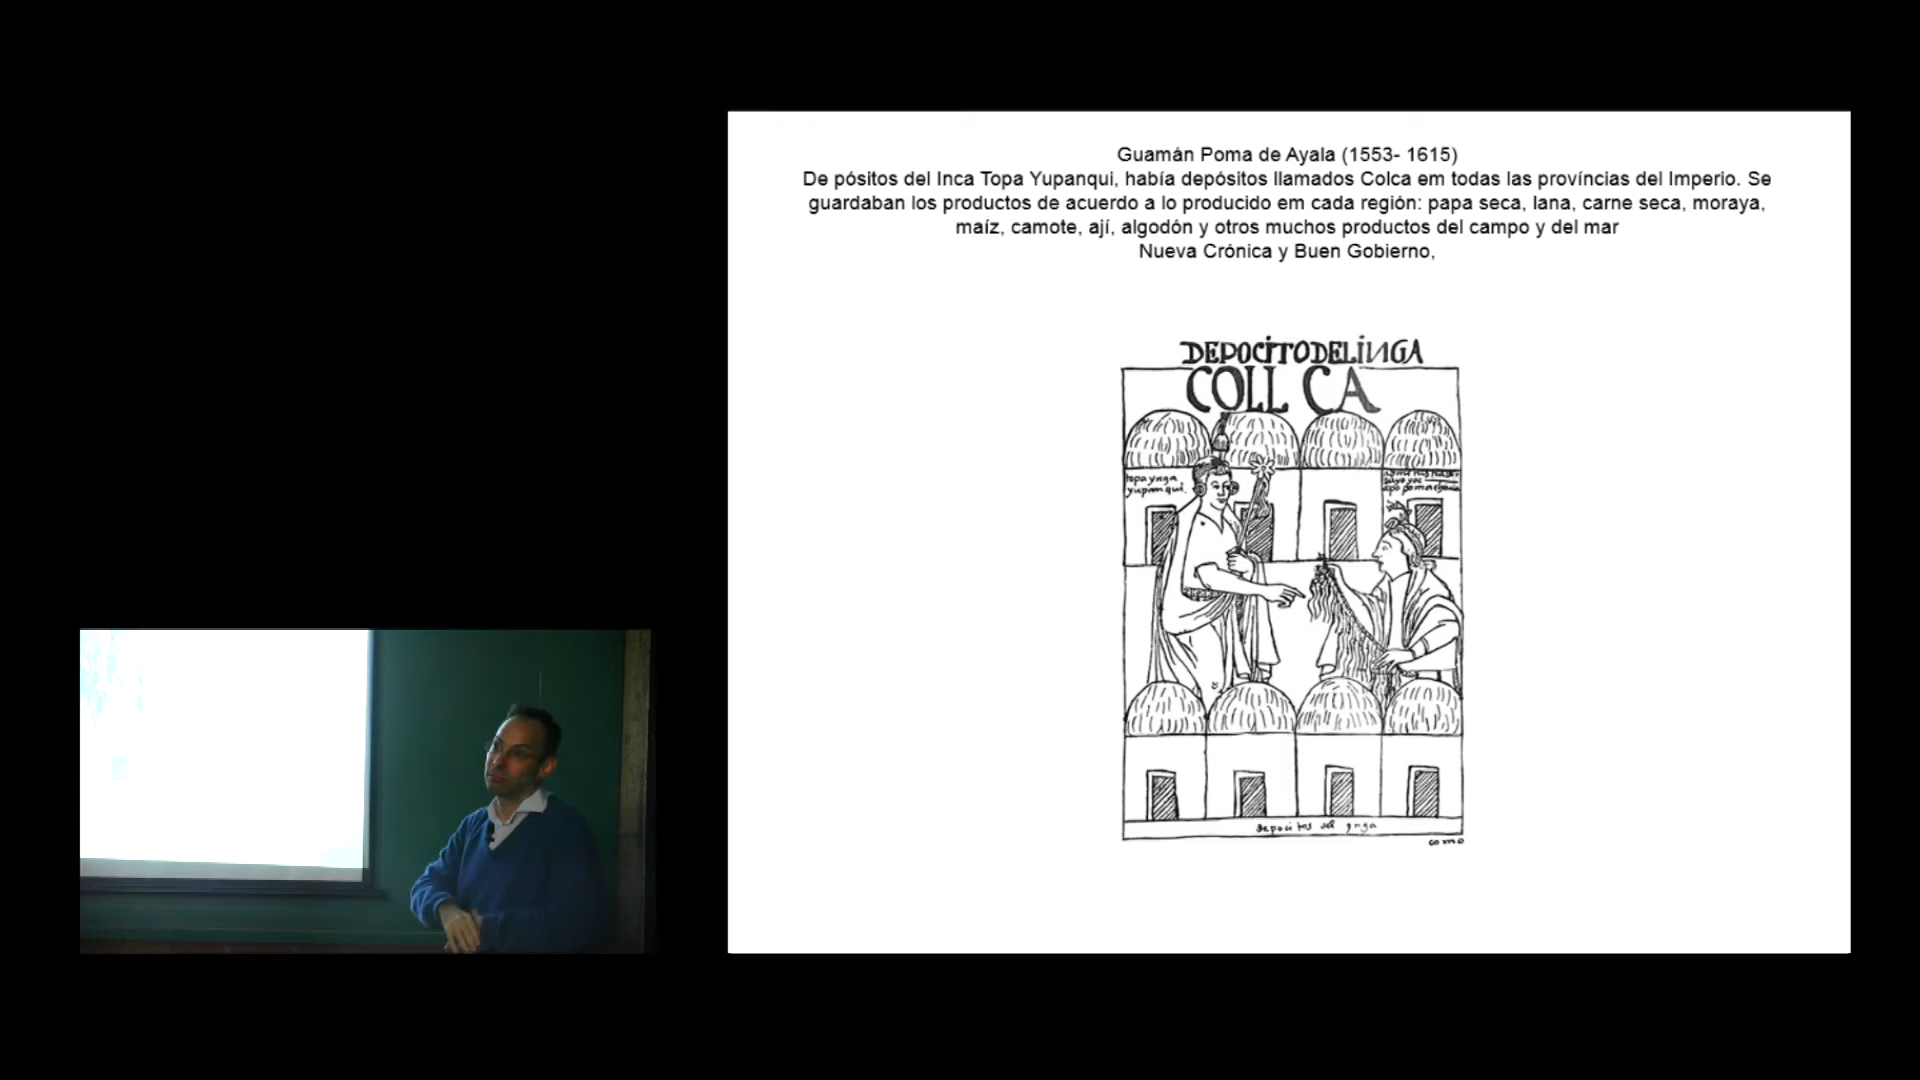 Guamán Poma de Ayala (1553- 1615)
De pósitos del Inca Topa Yupanqui, había depósitos llamados Colca em todas las províncias del Imperio. Se
guardaban los productos de acuerdo a lo producido em cada región: papa seca, lana, carne seca, moraya,
maíz, camote, ají, algodón y otros muchos productos del campo y del mar
Nueva Crónica y Buen Gobierno,
DEPOCITODELINGA
COLL CA
topa ynga
yupanqui.
apo poma
depocitos del ynga
como